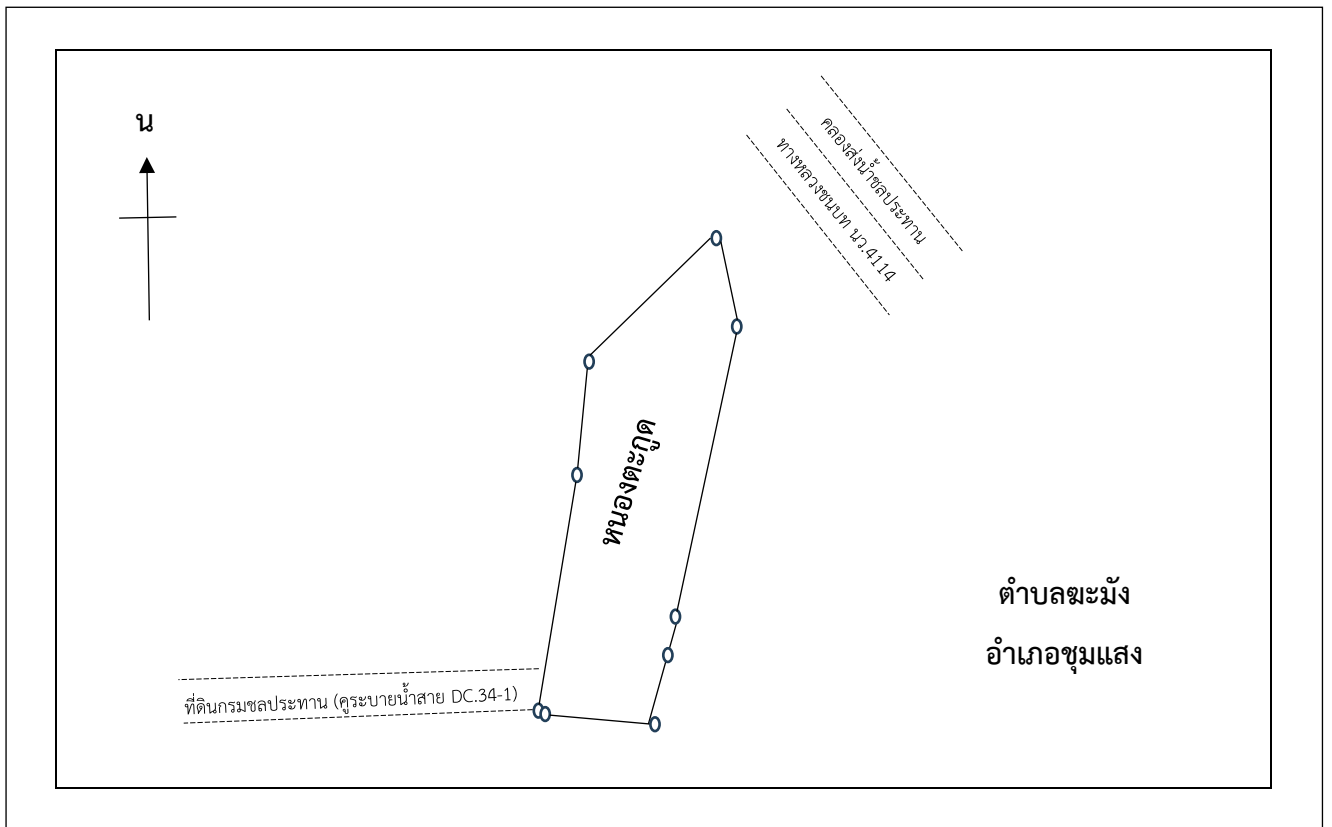 น
คลองส่งน้ำชลประทาน
ทางหลวงชนบท นว.4114
หนองตะกูด
ตำบลฆะมัง
อำเภอชุมแสง
ที่ดินกรมชลประทาน (คูระบายน้ำสาย DC.34-1)